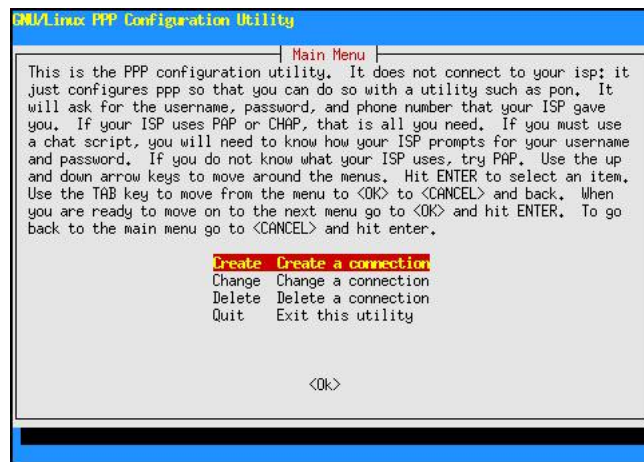 GNU/Linux PPP Configuration Utility
Main Menu
This is the PPP configuration utility.  It does not connect to your isp: it
just configures ppp so that you can do so with a utility such as pon.  It
will ask for the username, password, and phone number that your ISP gave
you.  If your ISP uses PAP or CHAP, that is all you need.  If you must use
a chat script, you will need to know how your ISP prompts for your username
and password.  If you do not know what your ISP uses, try PAP.  Use the up
and down arrow keys to move around the menus.  Hit ENTER to select an item.
Use the TAB key to move from the menu to <OK> to <CANCEL> and back.  When
you are ready to move on to the next menu go to <OK> and hit ENTER.  To go
back to the main menu go to <CANCEL> and hit enter.
Create  Create a connection
Change  Change a connection
Delete  Delete a connection
Quit    Exit this utility
<Ok>